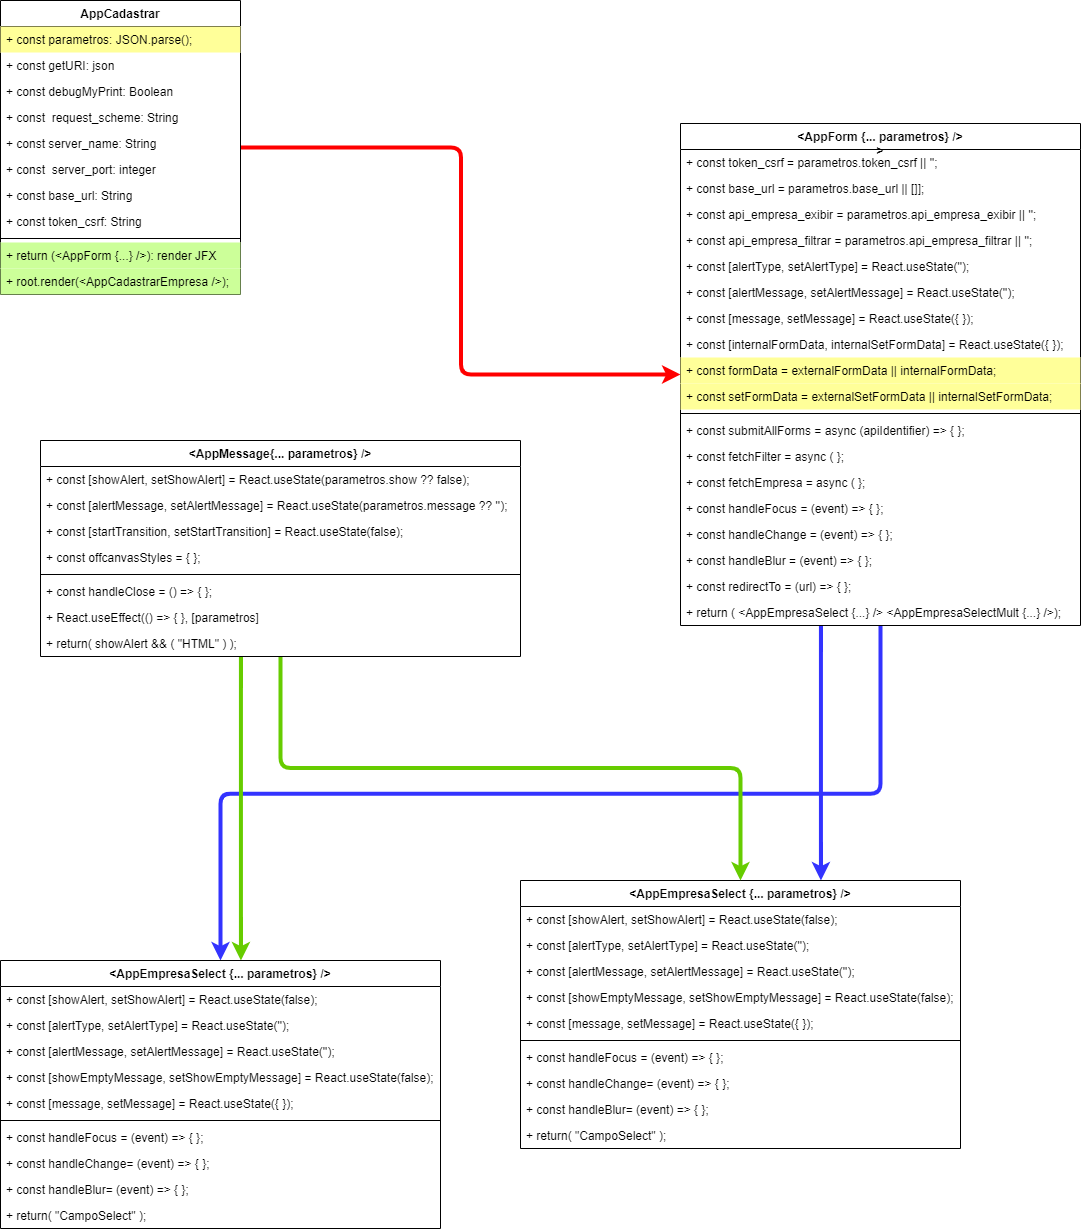 AppCadastrar
+ const parametros: JSON.parse();
+ const getURI: json
+ const debugMyPrint: Boolean
+ const  request_scheme: String
+ const server_name: String
+ const  server_port: integer
+ const base_url: String
+ const token_csrf: String
+ return (<AppForm {...} />): render JFX
+ root.render(<AppCadastrarEmpresa />);
<AppForm {... parametros} />
>
+ const token_csrf = parametros.token_csrf || '';
+ const base_url = parametros.base_url || []];
+ const api_empresa_exibir = parametros.api_empresa_exibir || '';
+ const api_empresa_filtrar = parametros.api_empresa_filtrar || '';
+ const [alertType, setAlertType] = React.useState('');
+ const [alertMessage, setAlertMessage] = React.useState('');
+ const [message, setMessage] = React.useState({ });
+ const [internalFormData, internalSetFormData] = React.useState({ });
+ const formData = externalFormData || internalFormData;
+ const setFormData = externalSetFormData || internalSetFormData;
+ const submitAllForms = async (apiIdentifier) => { };
+ const fetchFilter = async ( };
+ const fetchEmpresa = async ( };
+ const handleFocus = (event) => { };
+ const handleChange = (event) => { };
+ const handleBlur = (event) => { };
+ const redirectTo = (url) => { };
+ return ( <AppEmpresaSelect {...} /> <AppEmpresaSelectMult {...} />);
<AppMessage{... parametros} />
+ const [showAlert, setShowAlert] = React.useState(parametros.show ?? false);
+ const [alertMessage, setAlertMessage] = React.useState(parametros.message ?? '');
+ const [startTransition, setStartTransition] = React.useState(false);
+ const offcanvasStyles = { };
+ const handleClose = () => { };
+ React.useEffect(() => { }, [parametros]
+ return( showAlert && ( "HTML" ) );
<AppEmpresaSelect {... parametros} />
+ const [showAlert, setShowAlert] = React.useState(false);
+ const [alertType, setAlertType] = React.useState('');
+ const [alertMessage, setAlertMessage] = React.useState('');
+ const [showEmptyMessage, setShowEmptyMessage] = React.useState(false);
+ const [message, setMessage] = React.useState({ });
+ const handleFocus = (event) => { };
+ const handleChange= (event) => { };
+ const handleBlur= (event) => { };
+ return( "CampoSelect" );
<AppEmpresaSelect {... parametros} />
+ const [showAlert, setShowAlert] = React.useState(false);
+ const [alertType, setAlertType] = React.useState('');
+ const [alertMessage, setAlertMessage] = React.useState('');
+ const [showEmptyMessage, setShowEmptyMessage] = React.useState(false);
+ const [message, setMessage] = React.useState({ });
+ const handleFocus = (event) => { };
+ const handleChange= (event) => { };
+ const handleBlur= (event) => { };
+ return( "CampoSelect" );